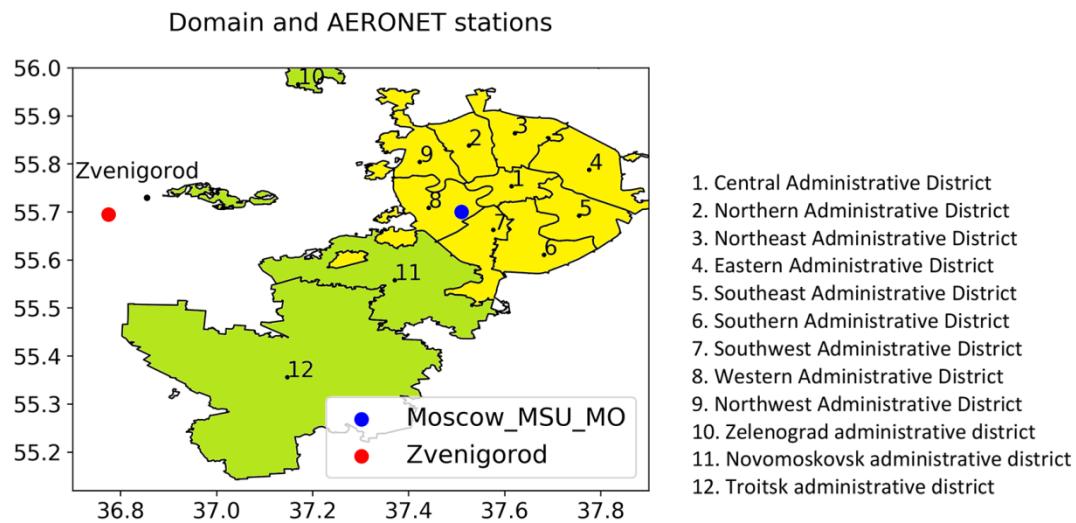 Domain and AERONET stations
56.0
55.9
55.8
55.7
55.6
55.5
55.4
55.3
55.2
36.8 37.0 37.2 37.4 37.6 37.8
Zvenigorod
10
3
2
9
4
1
8
5
7
6
11
12
Moscow_MSU_MO
Zvenigorod
1. Central Administrative District
2. Northern Administrative District
3. Northeast Administrative District
4. Eastern Administrative District
5. Southeast Administrative District
6. Southern Administrative District
7. Southwest Administrative District
8. Western Administrative District
9. Northwest Administrative District
10. Zelenograd administrative district
11. Novomoskovsk administrative district
12. Troitsk administrative district